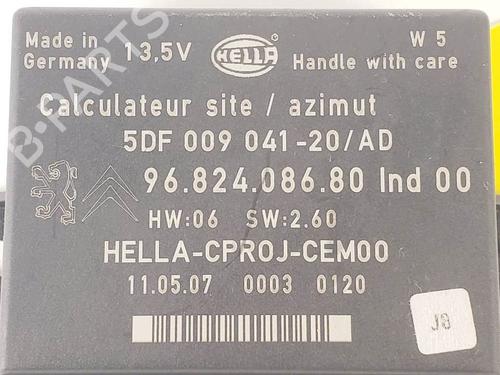 Made in
Germany
13,5V
HELLA
W 5
Handle with care
Calculateur site / azimut
5DF 009 041-20/AD
96.824.086.80 Ind 00
HW:06 SW:2.60
HELLA-CPROJ-CEM00
11.05.07 0003 0120
J8
B-PARTS